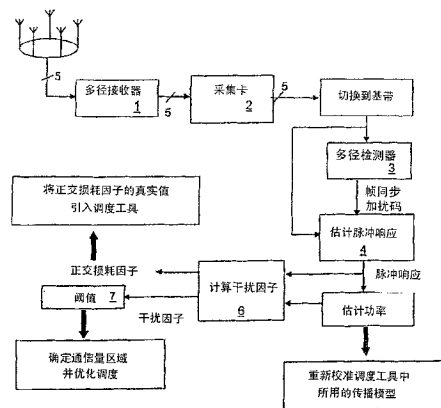 5
多径接收器
1
5
采集卡
2
5
切换到基带
多径检测器
3
帧同步
加扰码
将正交损耗因子的真实值
引入调度工具
估计脉冲响应
4
正交损耗因子
计算干扰因子
6
脉冲响应
阈值 7
干扰因子
估计功率
确定通信量区域
并优化调度
重新校准调度工具中
所用的传播模型